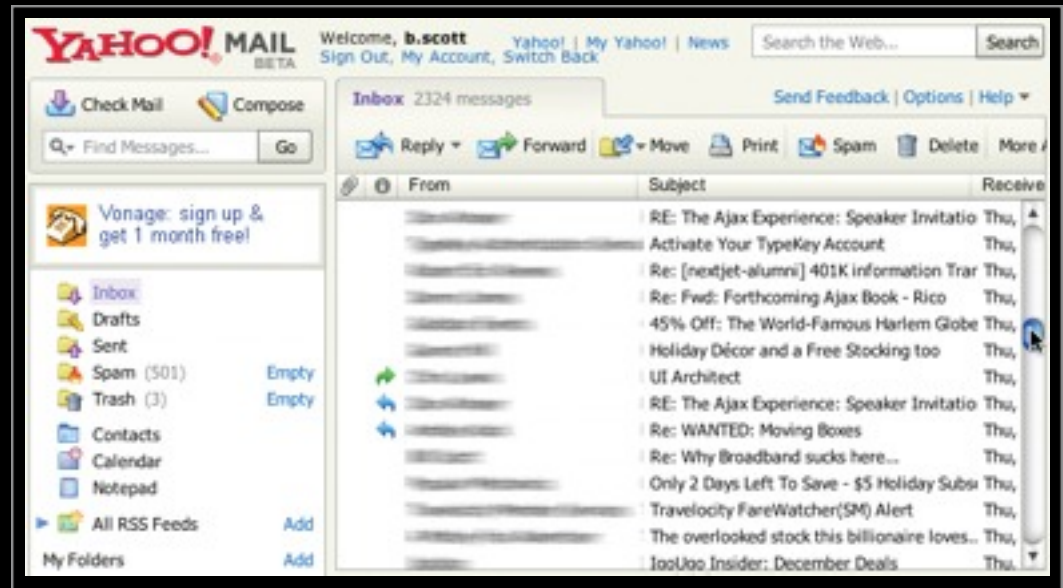 YAHOO! MAIL
BETA
Welcome, b.scott Yahoo! | My Yahoo! | News
Sign Out, My Account, Switch Back
Search the Web... Search
Check Mail Compose
Find Messages... Go
Vonage: sign up &
get 1 month free!
Inbox
Drafts
Sent
Spam (501) Empty
Trash (3) Empty
Contacts
Calendar
Notepad
All RSS Feeds Add
My Folders Add
Inbox 2324 messages Send Feedback | Options | Help
Reply Forward Move Print Spam Delete More A
From Subject Receive
RE: The Ajax Experience: Speaker Invitatio Thu,
Activate Your TypeKey Account Thu,
Re: [nextjet-alumni] 401K information Trar Thu,
Re: Fwd: Forthcoming Ajax Book - Rico Thu,
45% Off: The World-Famous Harlem Globe Thu,
Holiday Décor and a Free Stocking too Thu,
UI Architect Thu,
RE: The Ajax Experience: Speaker Invitatio Thu,
Re: WANTED: Moving Boxes Thu,
Re: Why Broadband sucks here... Thu,
Only 2 Days Left To Save - $5 Holiday Subs Thu,
Travelocity FareWatcher(SM) Alert Thu,
The overlooked stock this billionaire loves... Thu,
IgoUgo Insider: December Deals Thu,